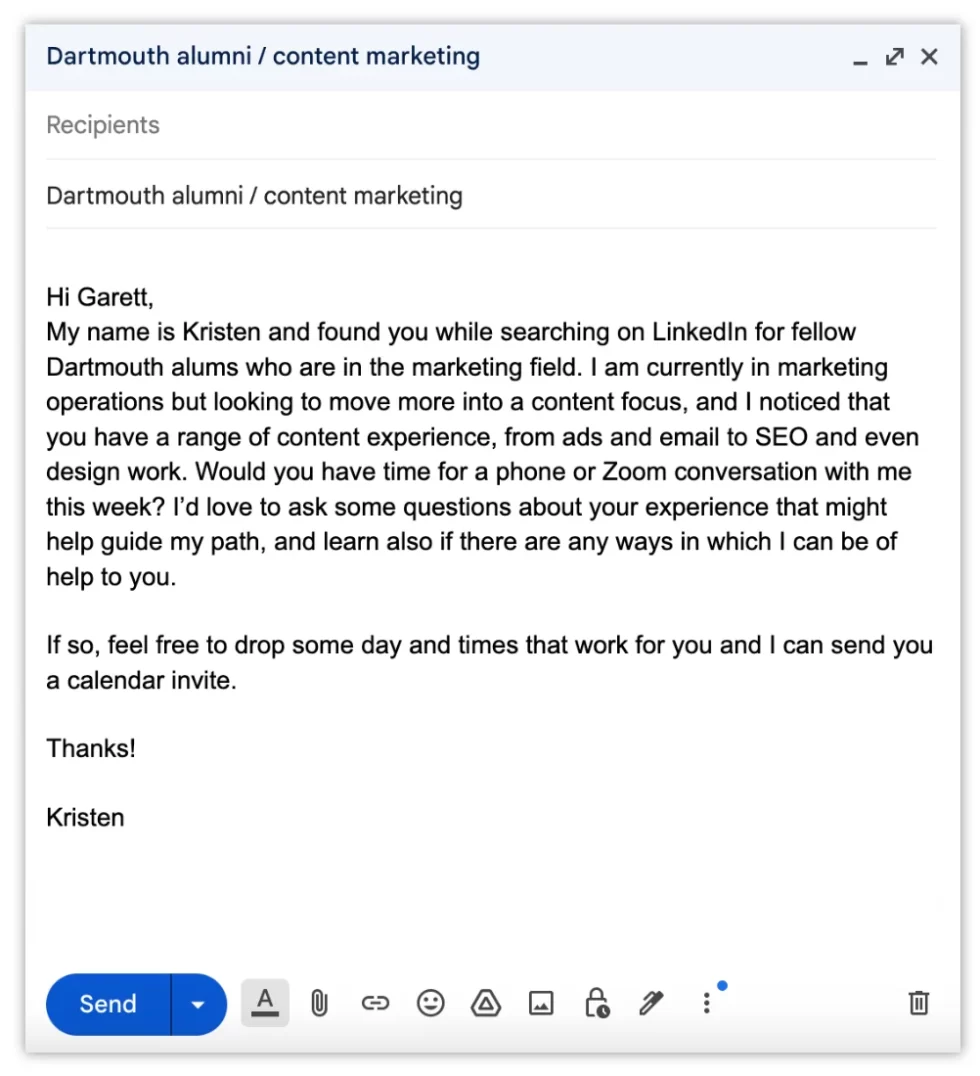 Dartmouth alumni / content marketing
Recipients
Dartmouth alumni / content marketing
Hi Garett,
My name is Kristen and found you while searching on LinkedIn for fellow
Dartmouth alums who are in the marketing field. I am currently in marketing
operations but looking to move more into a content focus, and I noticed that
you have a range of content experience, from ads and email to SEO and even
design work. Would you have time for a phone or Zoom conversation with me
this week? I’d love to ask some questions about your experience that might
help guide my path, and learn also if there are any ways in which I can be of
help to you.
If so, feel free to drop some day and times that work for you and I can send you
a calendar invite.
Thanks!
Kristen
Send
A